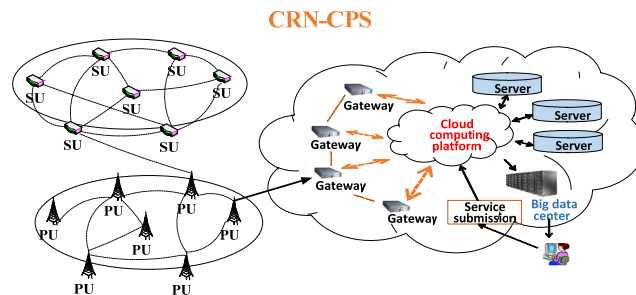 CRN-CPS
SU
SU
SU
SU
SU
SU
SU
PU
PU
PU
PU
PU
PU
PU
Gateway
Gateway
Gateway
Gateway
Cloud
computing
platform
Server
Server
Server
Big data
center
Service
submission